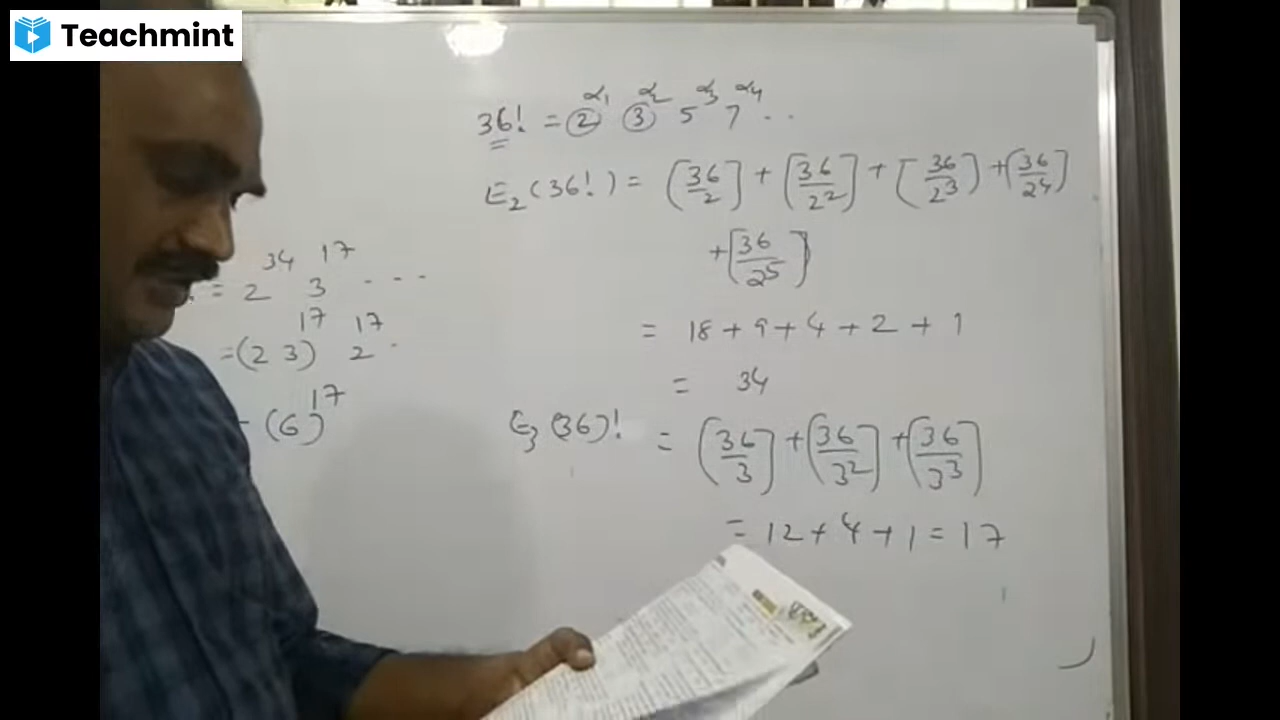 Teachmint
36! = 2^α1 3^α2 5^α3 7^α4 ..
E2(36!) = [36/2] + [36/2^2] + [36/2^3] + [36/2^4]
+ [36/2^5]
= 18 + 9 + 4 + 2 + 1
= 34
E3(36)! = [36/3] + [36/3^2] + [36/3^3]
= 12 + 4 + 1 = 17
= 2^34 3^17 ---
= (2 3)^17 2^17
(6)^17